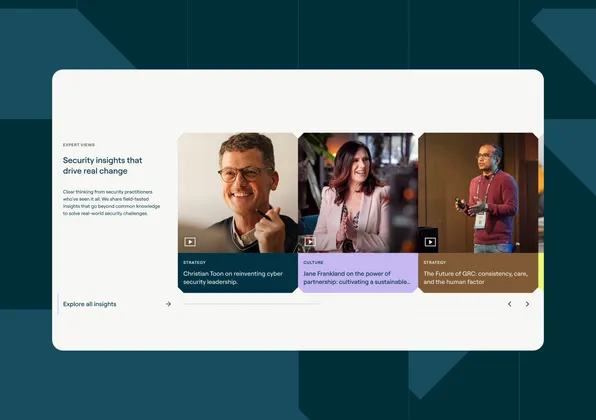 EXPERT VIEWS
Security insights that
drive real change
Clear thinking from security practitioners
who've seen it all. We share field-tested
insights that go beyond common knowledge
to solve real-world security challenges.
Explore all insights
STRATEGY
Christian Toon on reinventing cyber
security leadership.
CULTURE
Jane Frankland on the power of
partnership: cultivating a sustainable...
STRATEGY
The Future of GRC: consistency, care,
and the human factor